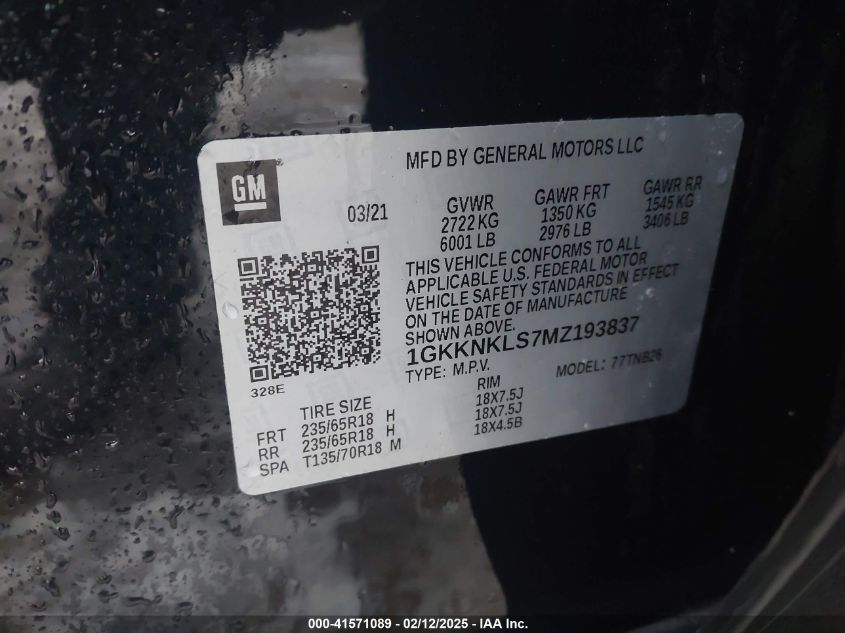 GM
MFD BY GENERAL MOTORS LLC
03/21
GVWR GAWR FRT GAWR RR
2722 KG 1350 KG 1545 KG
6001 LB 2976 LB 3406 LB
THIS VEHICLE CONFORMS TO ALL
APPLICABLE U.S. FEDERAL MOTOR
VEHICLE SAFETY STANDARDS IN EFFECT
ON THE DATE OF MANUFACTURE
SHOWN ABOVE.
1GKKNKLS7MZ193837
TYPE: M.P.V. MODEL: 77TNB26
328E
TIRE SIZE RIM
FRT 235/65R18 H 18X7.5J
RR 235/65R18 H 18X7.5J
SPA T135/70R18 M 18X4.5B
000-41571089 - 02/12/2025 - IAA Inc.